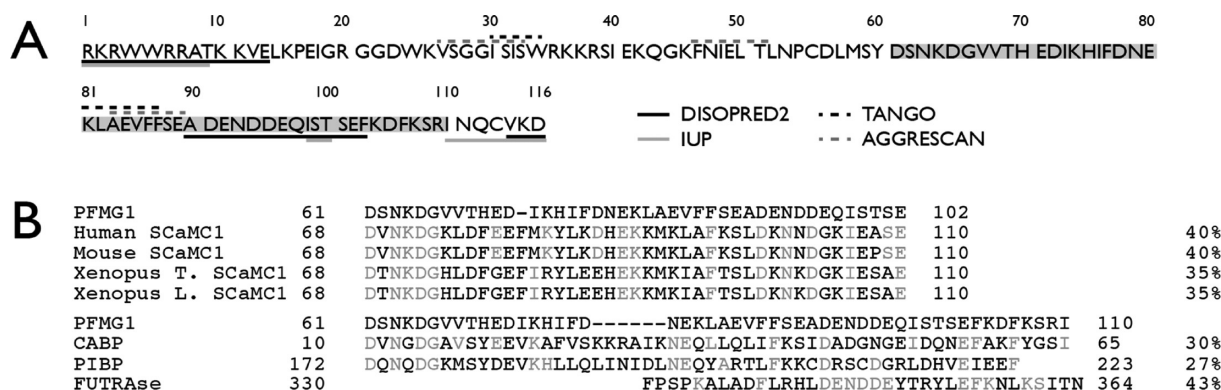 A
1 10 20 30 40 50 60 70 80
RKRWWRRATK KVELKPEIGR GGDWKVSGGI SISWRKKRSI EKQGKFNIEL TLNPCDLMSY DSNKDGVVTH EDIKHIFDNE
81 90 100 110 116
KLAEVFFSEA DENDDEQIST SEFKDFKSRI NQCVKD
DISOPRED2 TANGO
IUP AGGRESCAN
B
PFMG1 61 DSNKDGVVTHED-IKHIFDNEKLAEVFFSEADENDDEQISTSE 102
Human SCaMC1 68 DVNKDGKLDFEEFMKYLKDHEKKMKLAFKSLDKNNDGKIEASE 110 40%
Mouse SCaMC1 68 DVNKDGKLDFEEFMKYLKDHEKKMKLAFKSLDKNNDGKIEPSE 110 40%
Xenopus T. SCaMC1 68 DTNKDGHLDFGEFIRYLEEHEKKMKIAFTSLDKNKDGKIESAE 110 35%
Xenopus L. SCaMC1 68 DTNKDGHLDFGEFIRYLEEHEKKMKIAFTSLDKNKDGKIESAE 110 35%
PFMG1 61 DSNKDGVVTHEDIKHIFD------NEKLAEVFFSEADENDDEQISTSEFKDFKSRI 110
CABP 10 DVNGDGAVSYEEVKAFVSKKRAIKNEQLLQLIFKSIDADGNGEIDQNEFAKFYGSI 65 30%
PIBP 172 DQNQDGKMSYDEVKHLLQLINIDLNEQYARTLFKKCDRSCDGRLDHVEIEEF 223 27%
FUTRAse 330 FPSPKALADFLRHLDENDDEYTRYLEFKNLKSITN 364 43%